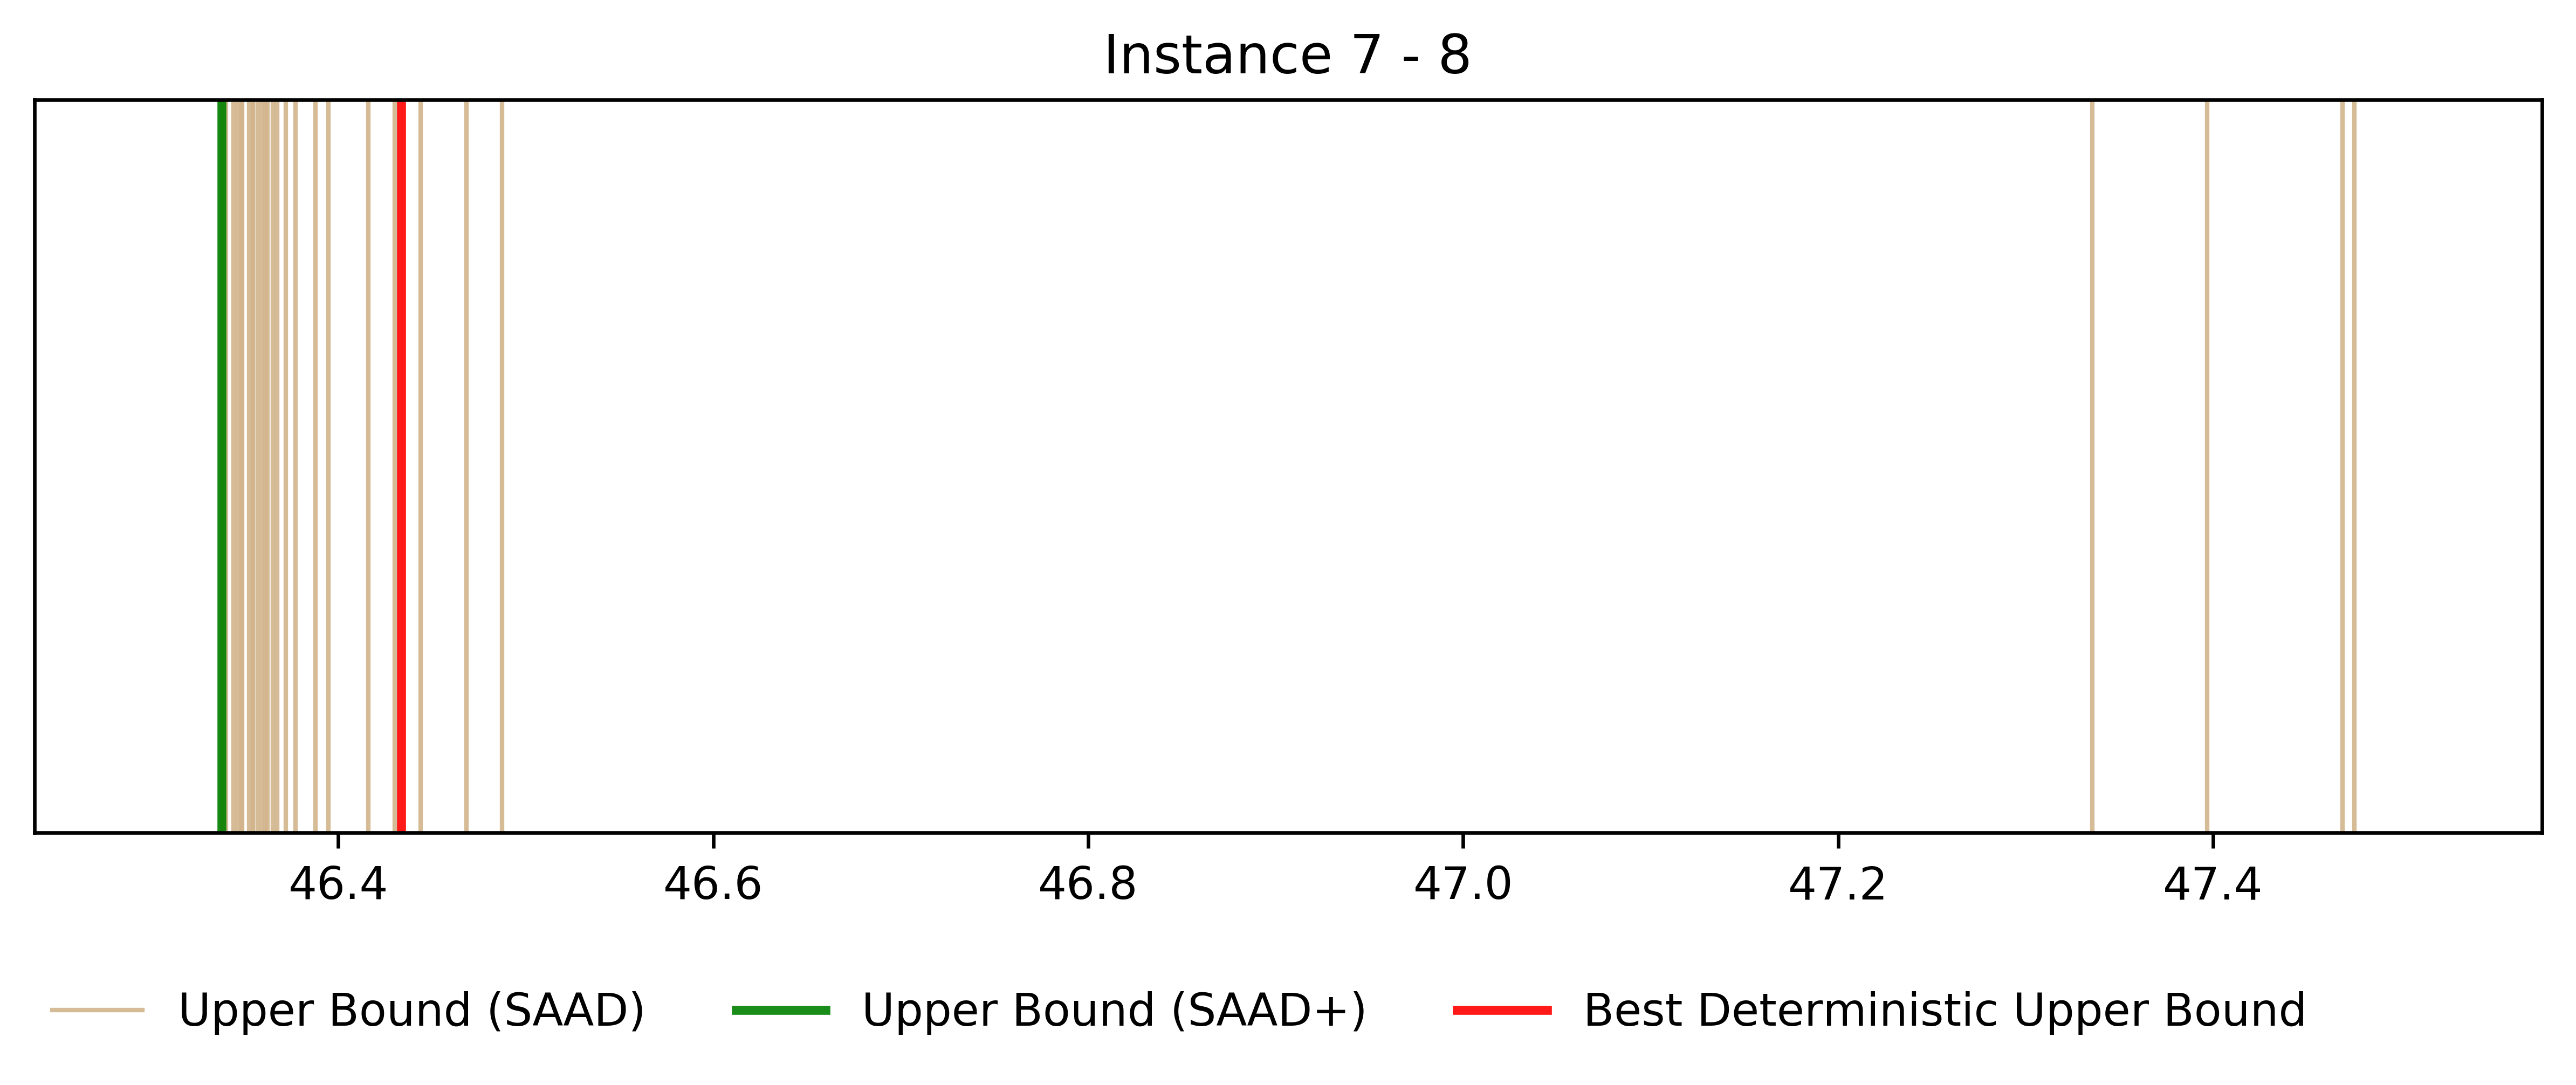 Instance 7 - 8
46.4 46.6 46.8 47.0 47.2 47.4
Upper Bound (SAAD) Upper Bound (SAAD+) Best Deterministic Upper Bound